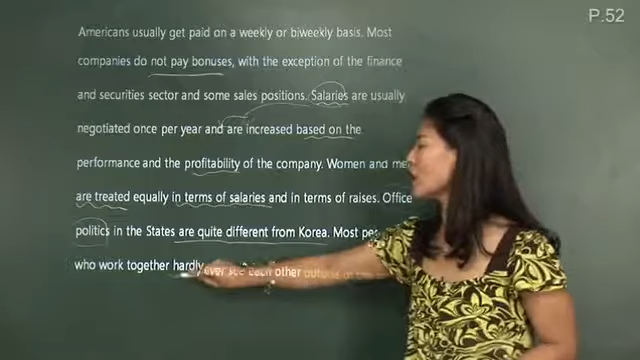 P.52
Americans usually get paid on a weekly or biweekly basis. Most
companies do not pay bonuses, with the exception of the finance
and securities sector and some sales positions. Salaries are usually
negotiated once per year and are increased based on the
performance and the profitability of the company. Women and me
are treated equally in terms of salaries and in terms of raises. Office
politics in the States are quite different from Korea. Most pe
who work together hardly ever see each other